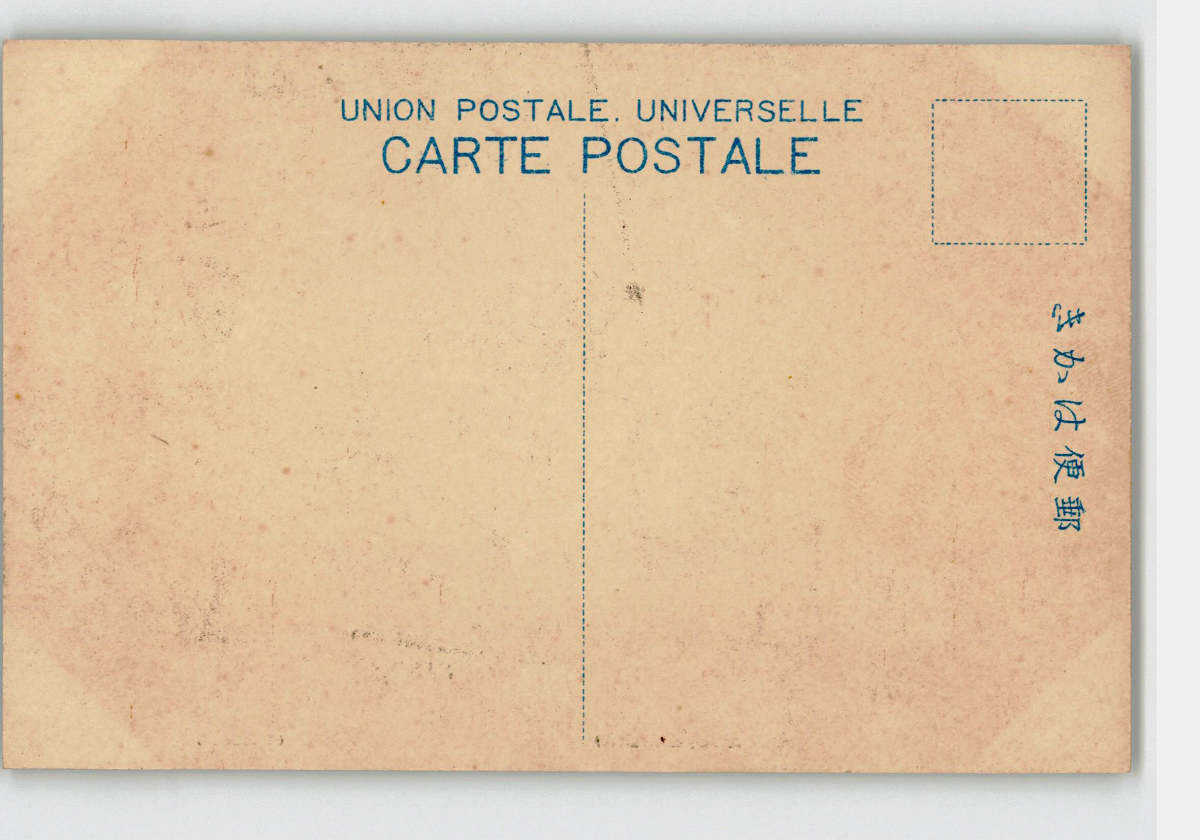 UNION POSTALE. UNIVERSELLE
CARTE POSTALE
郵便はかき